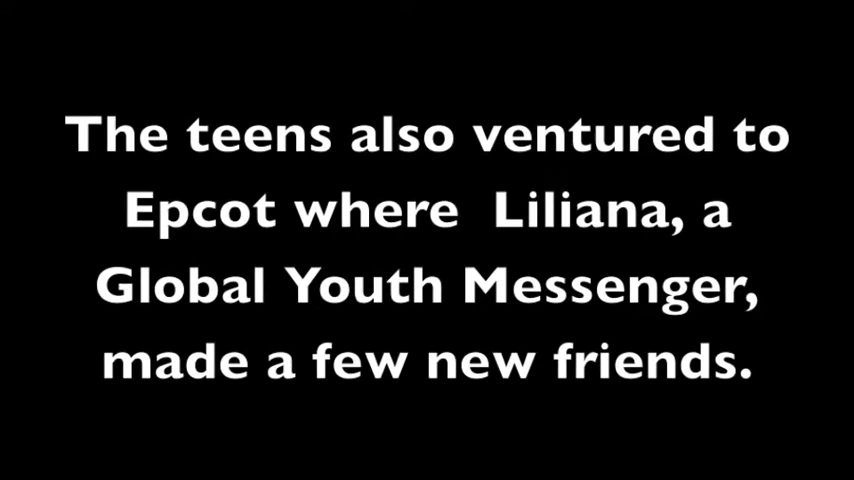 The teens also ventured to
Epcot where  Liliana, a
Global Youth Messenger,
made a few new friends.